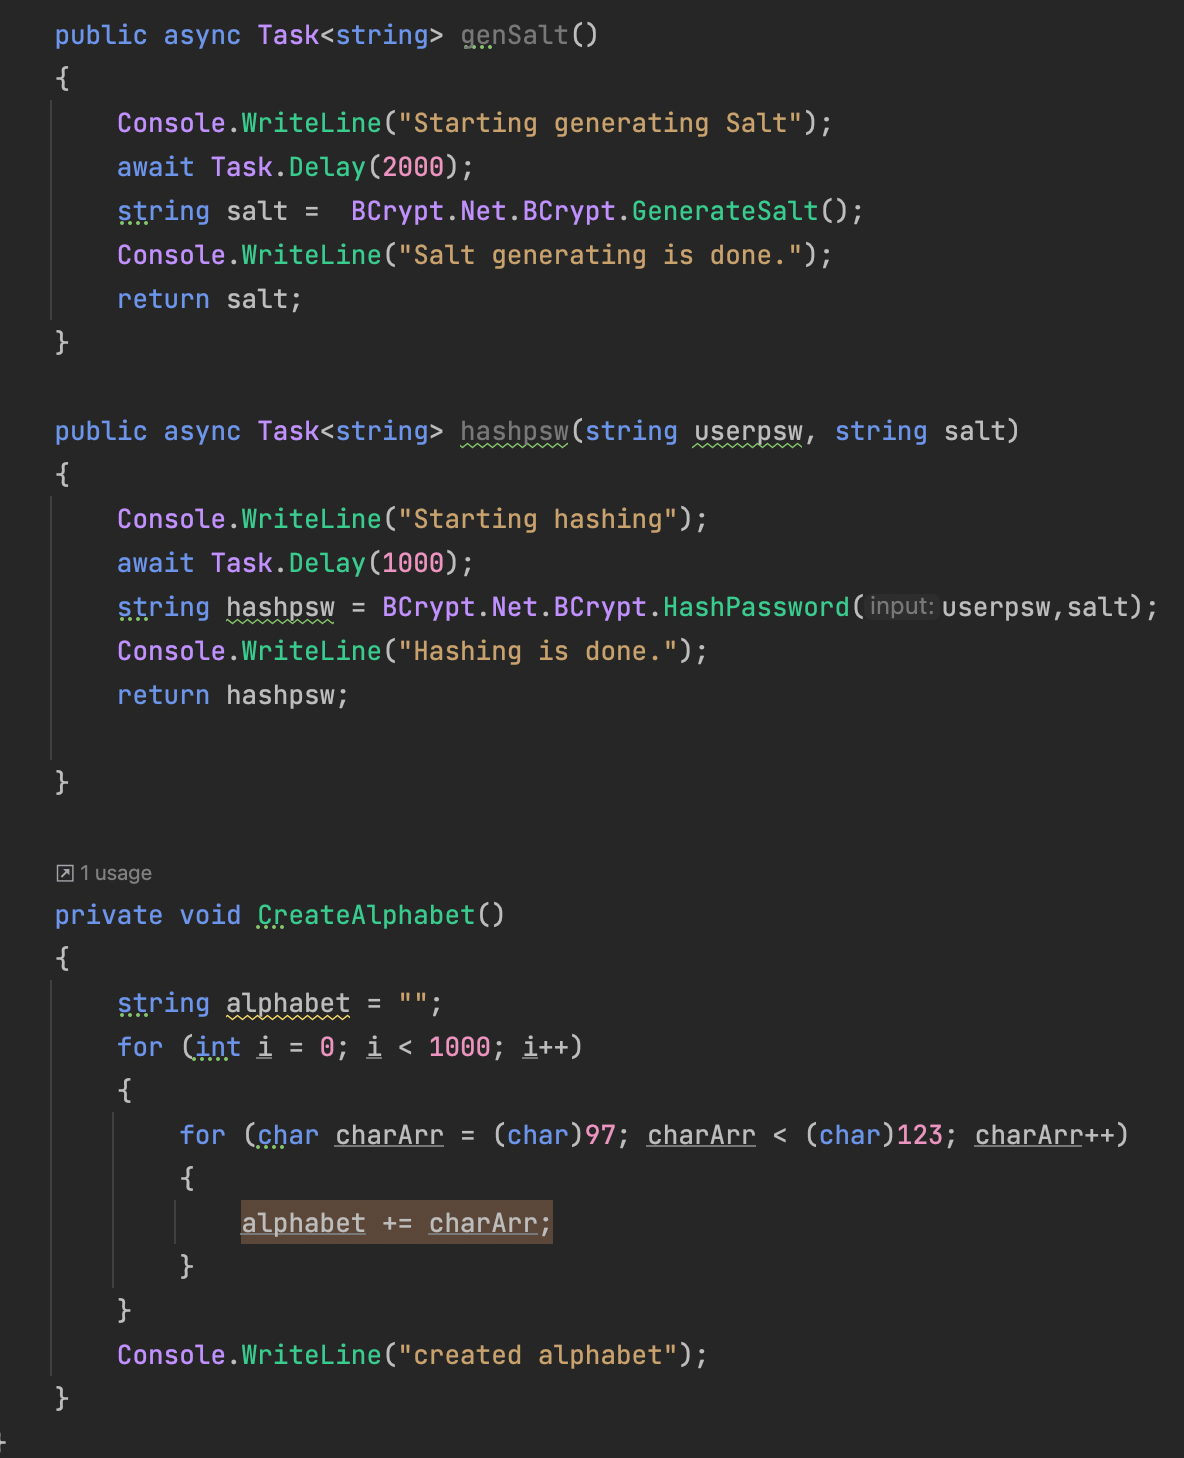 public async Task<string> genSalt()
{
    Console.WriteLine("Starting generating Salt");
    await Task.Delay(2000);
    string salt =  BCrypt.Net.BCrypt.GenerateSalt();
    Console.WriteLine("Salt generating is done.");
    return salt;
}
public async Task<string> hashpsw(string userpsw, string salt)
{
    Console.WriteLine("Starting hashing");
    await Task.Delay(1000);
    string hashpsw = BCrypt.Net.BCrypt.HashPassword(input: userpsw,salt);
    Console.WriteLine("Hashing is done.");
    return hashpsw;
}
1 usage
private void CreateAlphabet()
{
    string alphabet = "";
    for (int i = 0; i < 1000; i++)
    {
        for (char charArr = (char)97; charArr < (char)123; charArr++)
        {
            alphabet += charArr;
        }
    }
    Console.WriteLine("created alphabet");
}